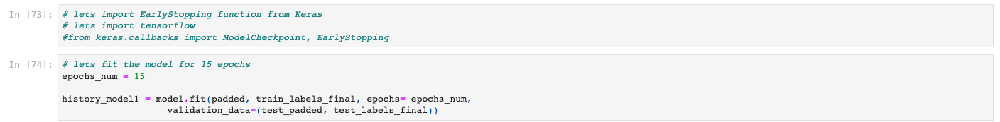 In [73]: # lets import EarlyStopping function from Keras
# lets import tensorflow
#from keras.callbacks import ModelCheckpoint, EarlyStopping
In [74]: # lets fit the model for 15 epochs
epochs_num = 15
history_model1 = model.fit(padded, train_labels_final, epochs= epochs_num,
validation_data=(test_padded, test_labels_final))